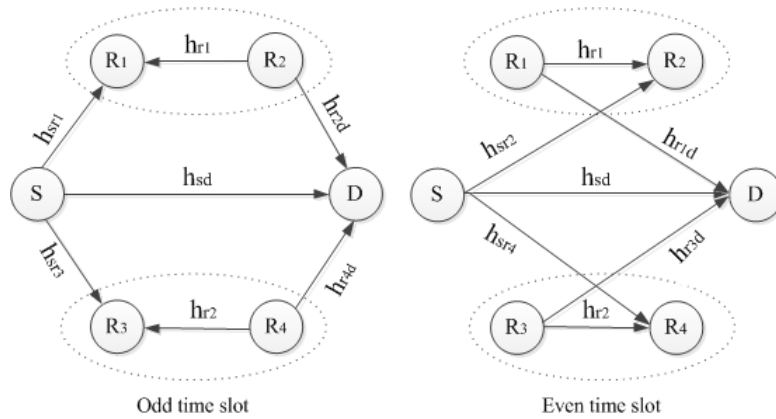 R1
hr1
R2
hsr1
hr2d
S
hsd
D
hsr3
hr4d
R3
hr2
R4
Odd time slot
R1
hr1
R2
hsr2
hr1d
S
hsd
D
hsr4
hr3d
R3
hr2
R4
Even time slot